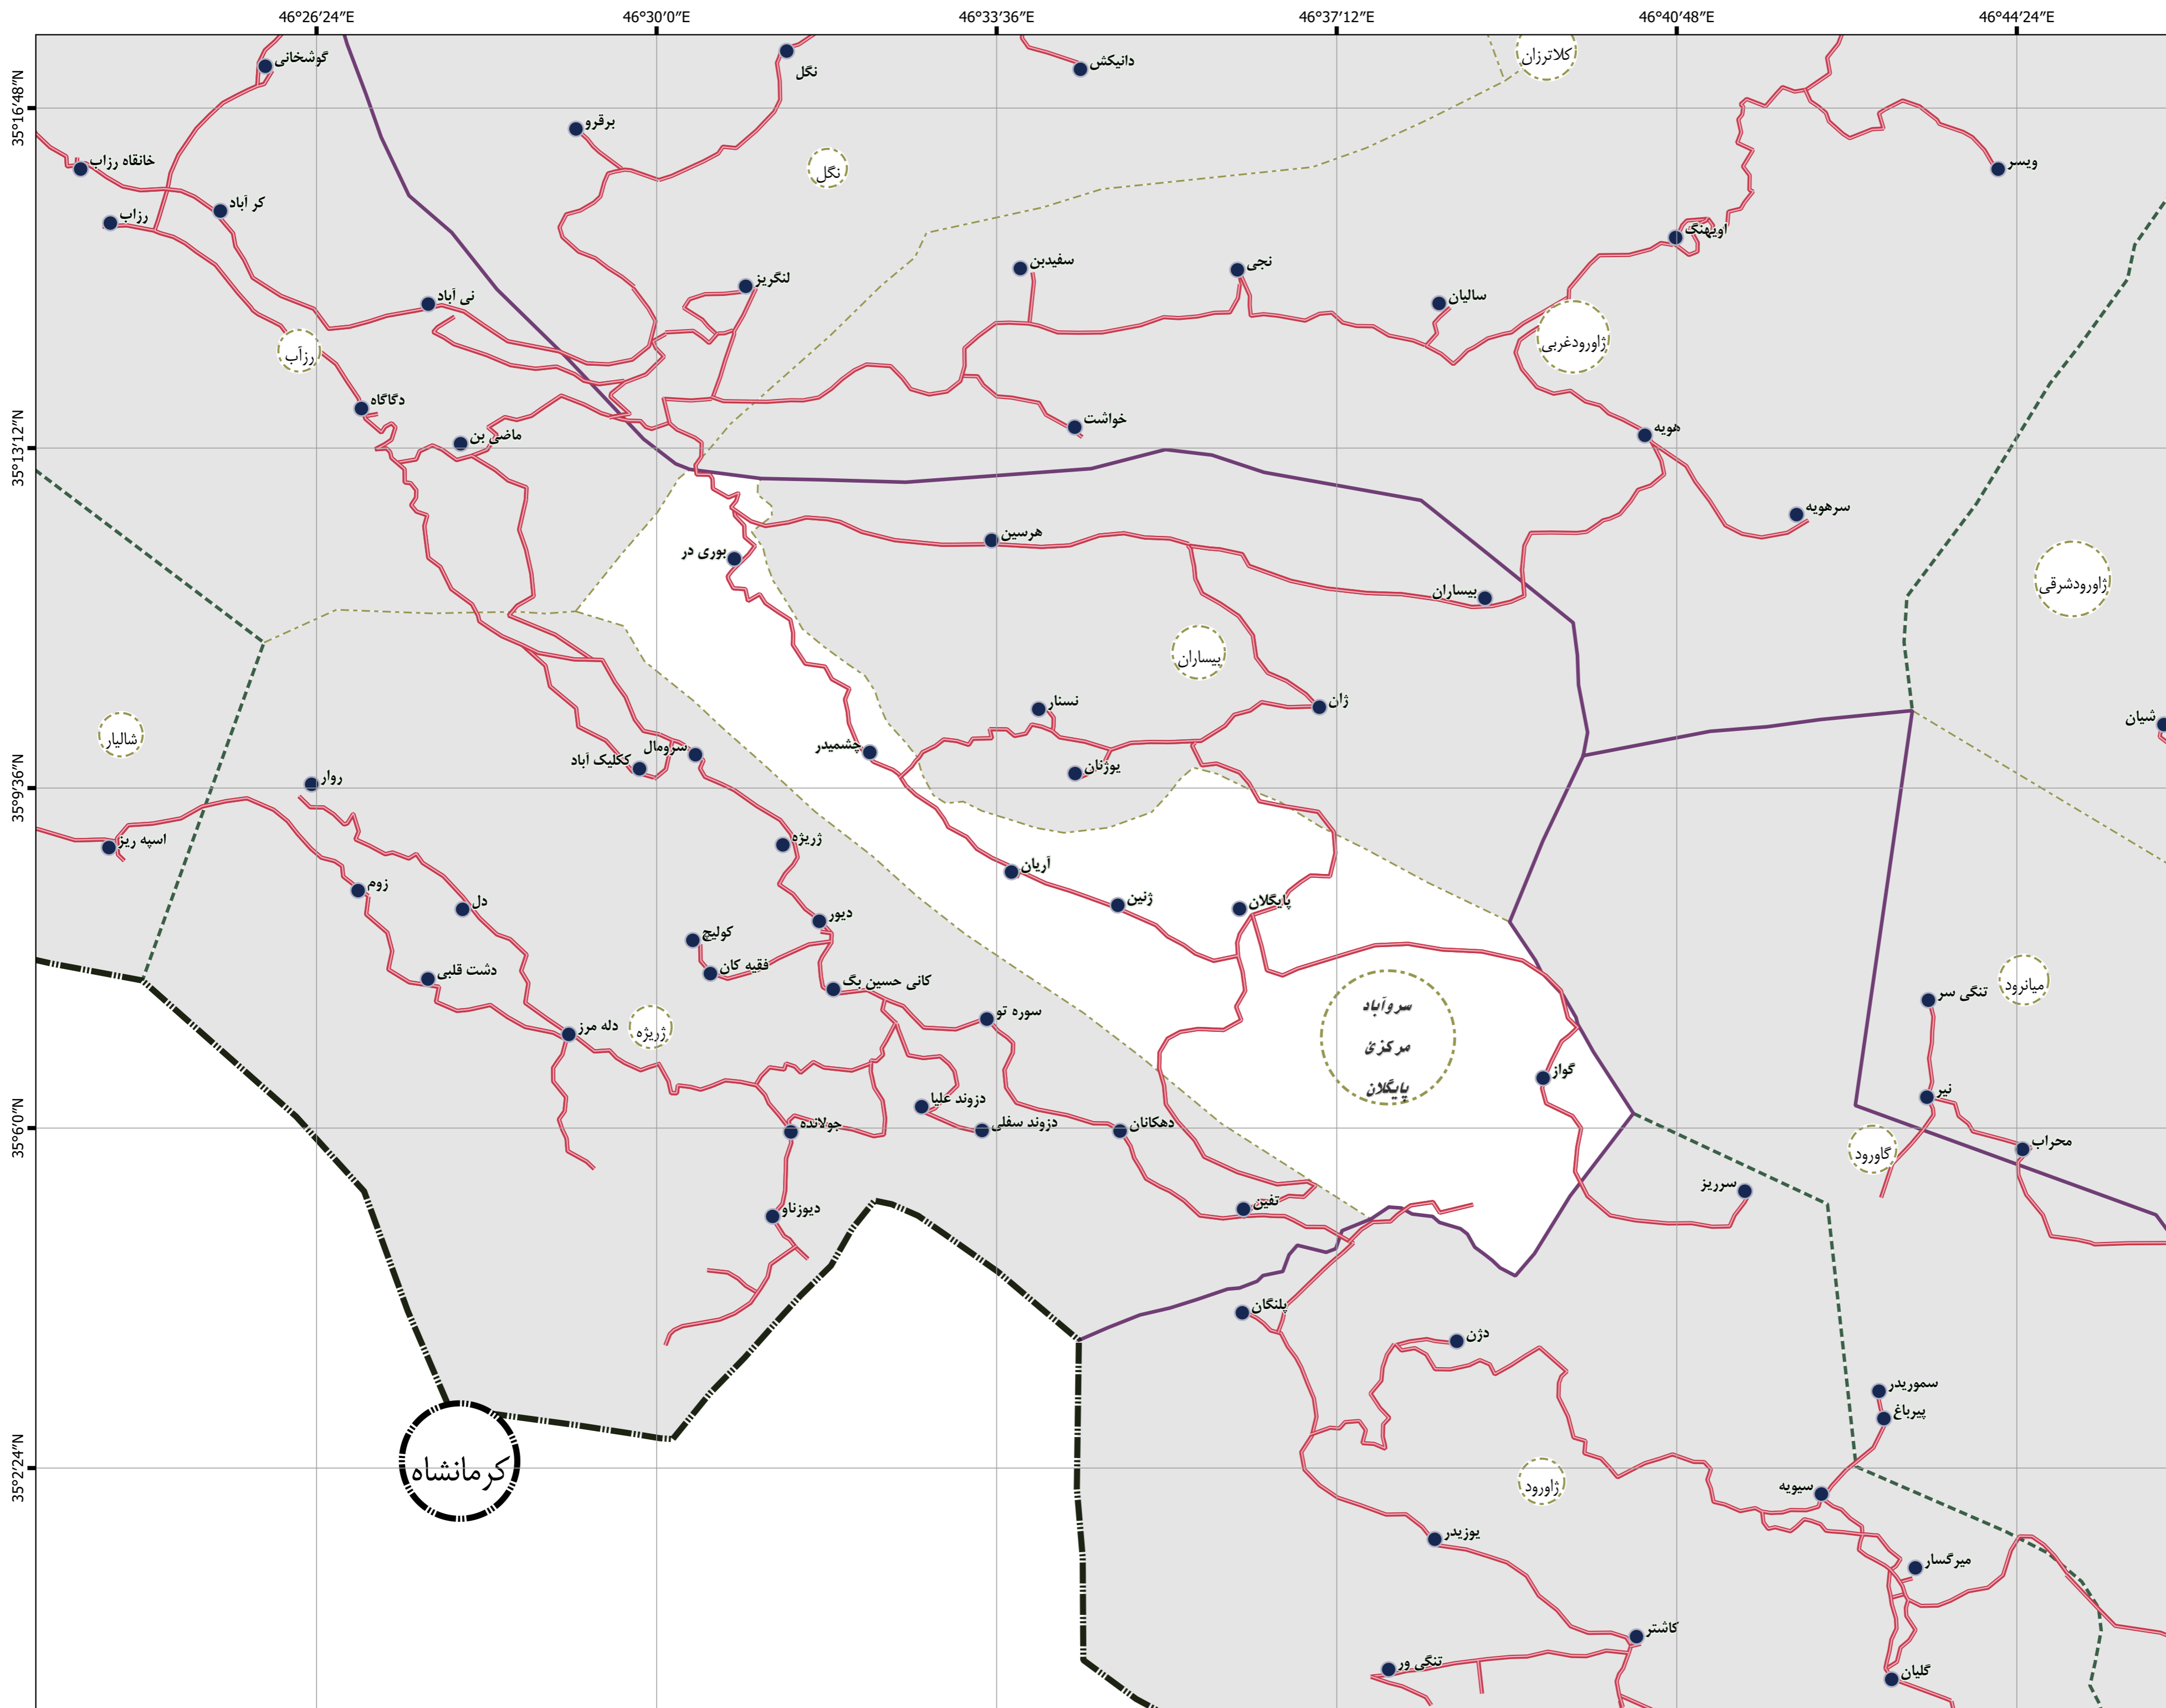 46°26’24”E
46°30’0”E
46°33’36”E
46°37’12”E
46°40’48”E
46°44’24”E
35°16’48”N
35°13’12”N
35°9’36”N
35°6’0”N
35°2’24”N
گوشخانی
نگل
دانیکش
کلاترزان
برقرو
خانقاه رزاب
نگل
ویسر
کر آباد
رزاب
اویهنگ
سفیدبن
نجی
لنگریز
نی آباد
سالیان
ژاورودغربی
رزآب
دگاگاه
خواشت
ماضی بن
هویه
سرهویه
هرسین
بوری در
بیساران
ژاورودشرقی
بیساران
نسنار
ژان
شیان
شالیار
سرومال
چشمیدر
ککلیک آباد
یوژنان
روار
اسپه ریز
ژریژه
آریان
زوم
دل
ژنین
پایگلان
دیور
کولیج
فقیه کان
دشت قلبی
کانی حسین بگ
میانرود
تنگی سر
سروآباد
مرکزئ
پایگلان
سوره تو
دله مرز
ژریژه
گواز
دزوند علیا
نیر
جولانده
دزوند سفلی
دهکانان
محراب
گاورود
سرریز
تفین
دیوزناو
پلنگان
دژن
سموریدر
پیرباغ
کرمانشاه
ژاورود
سیویه
یوزیدر
میرگسار
کاشتر
تنگی ور
گلیان